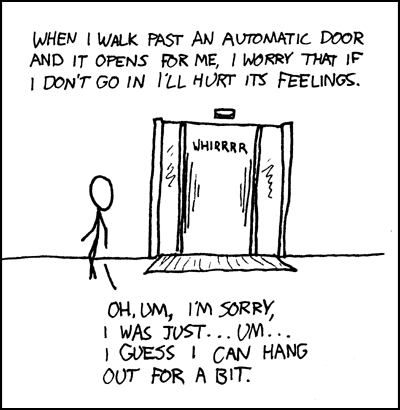 WHEN I WALK PAST AN AUTOMATIC DOOR
AND IT OPENS FOR ME, I WORRY THAT IF
I DON'T GO IN I'LL HURT ITS FEELINGS.
WHIRRRR
OH, UM, I'M SORRY,
I WAS JUST... UM...
I GUESS I CAN HANG
OUT FOR A BIT.